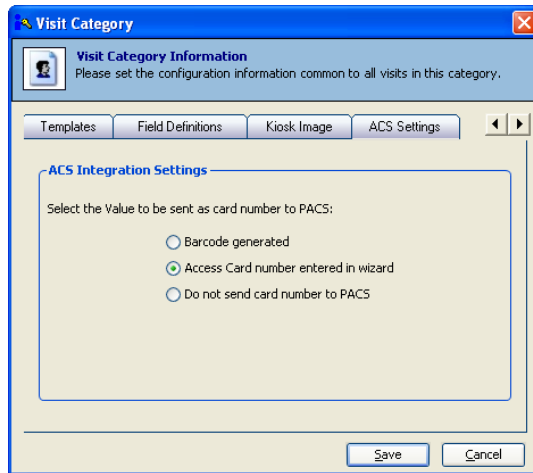 Visit Category
Visit Category Information
Please set the configuration information common to all visits in this category.
Templates
Field Definitions
Kiosk Image
ACS Settings
ACS Integration Settings
Select the Value to be sent as card number to PACS:
Barcode generated
Access Card number entered in wizard
Do not send card number to PACS
Save
Cancel